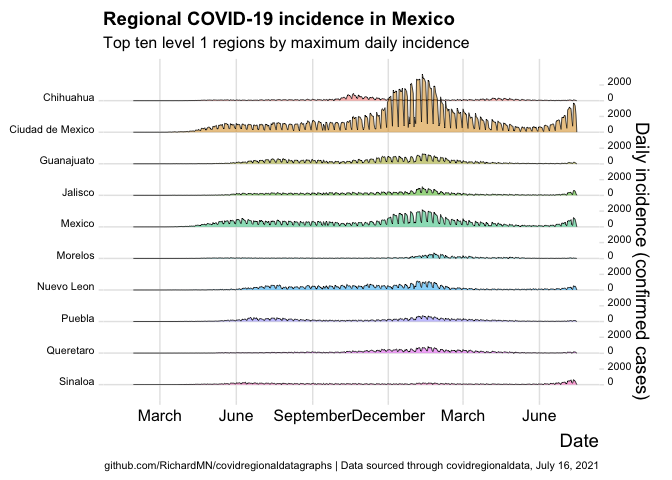 Regional COVID-19 incidence in Mexico
Top ten level 1 regions by maximum daily incidence
2000
Chihuahua 0
2000
Ciudad de Mexico 0
2000
Guanajuato 0
2000
Jalisco 0
2000
Mexico 0
2000
Morelos 0
2000
Nuevo Leon 0
2000
Puebla 0
2000
Queretaro 0
2000
Sinaloa 0
Daily incidence (confirmed cases)
March June September December March June
Date
github.com/RichardMN/covidregionaldatagraphs | Data sourced through covidregionaldata, July 16, 2021